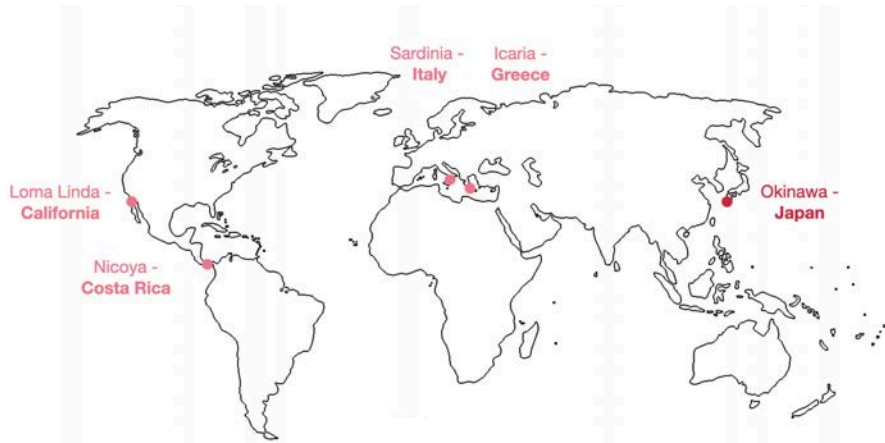 Sardinia -
Italy
Icaria -
Greece
Loma Linda -
California
Okinawa -
Japan
Nicoya -
Costa Rica